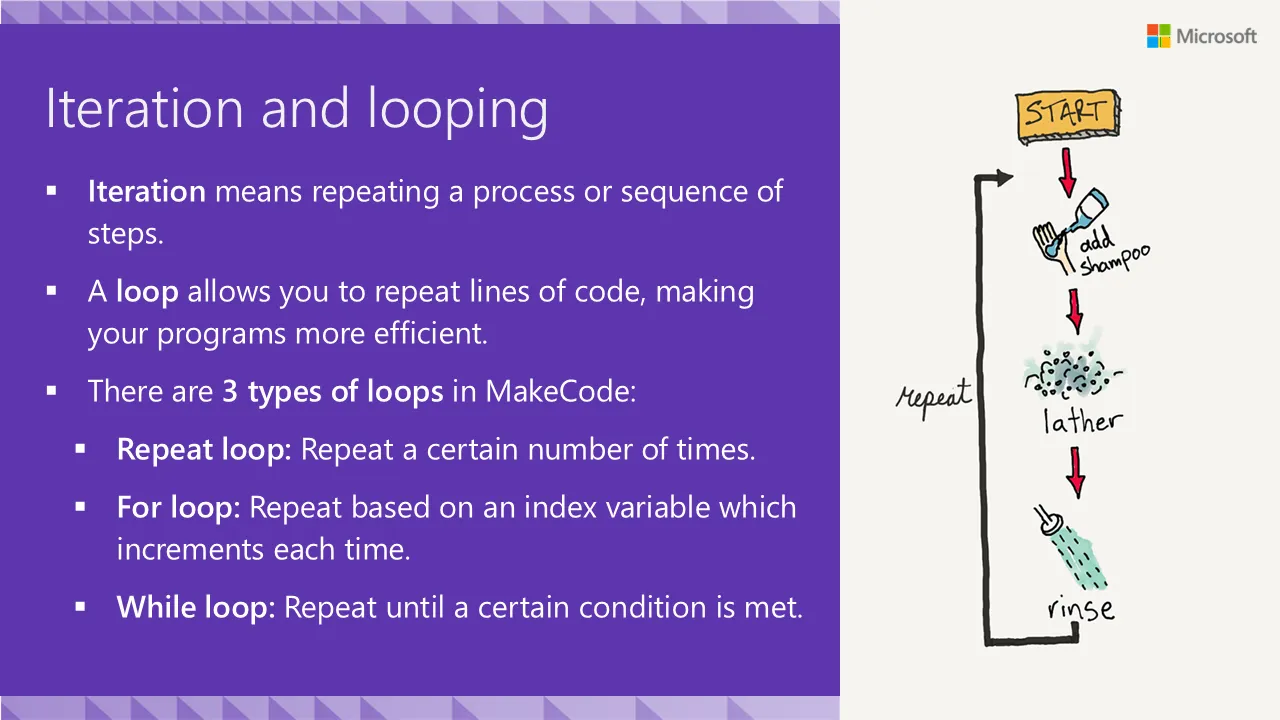 Microsoft
Iteration and looping
▪ Iteration means repeating a process or sequence of
steps.
▪ A loop allows you to repeat lines of code, making
your programs more efficient.
▪ There are 3 types of loops in MakeCode:
▪ Repeat loop: Repeat a certain number of times.
▪ For loop: Repeat based on an index variable which
increments each time.
▪ While loop: Repeat until a certain condition is met.
START
add
shampoo
lather
rinse
repeat